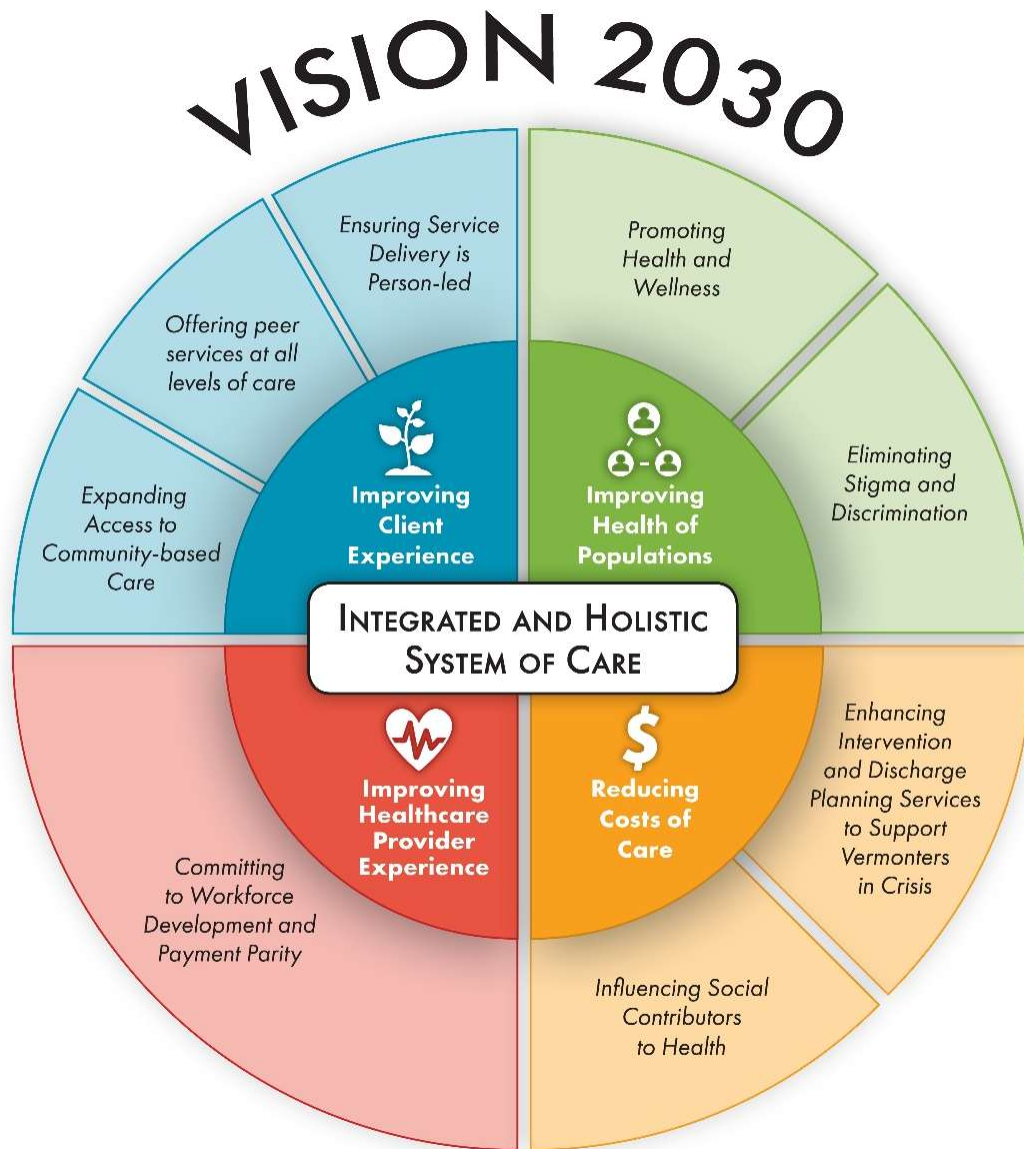 VISION 2030
Ensuring Service
Delivery is
Person-led
Offering peer
services at all
levels of care
Expanding
Access to
Community-based
Care
Improving
Client
Experience
Promoting
Health and
Wellness
Eliminating
Stigma and
Discrimination
Improving
Health of
Populations
INTEGRATED AND HOLISTIC
SYSTEM OF CARE
Improving
Healthcare
Provider
Experience
Committing
to Workforce
Development and
Payment Parity
$
Reducing
Costs of
Care
Enhancing
Intervention
and Discharge
Planning Services
to Support
Vermonters
in Crisis
Influencing Social
Contributors
to Health